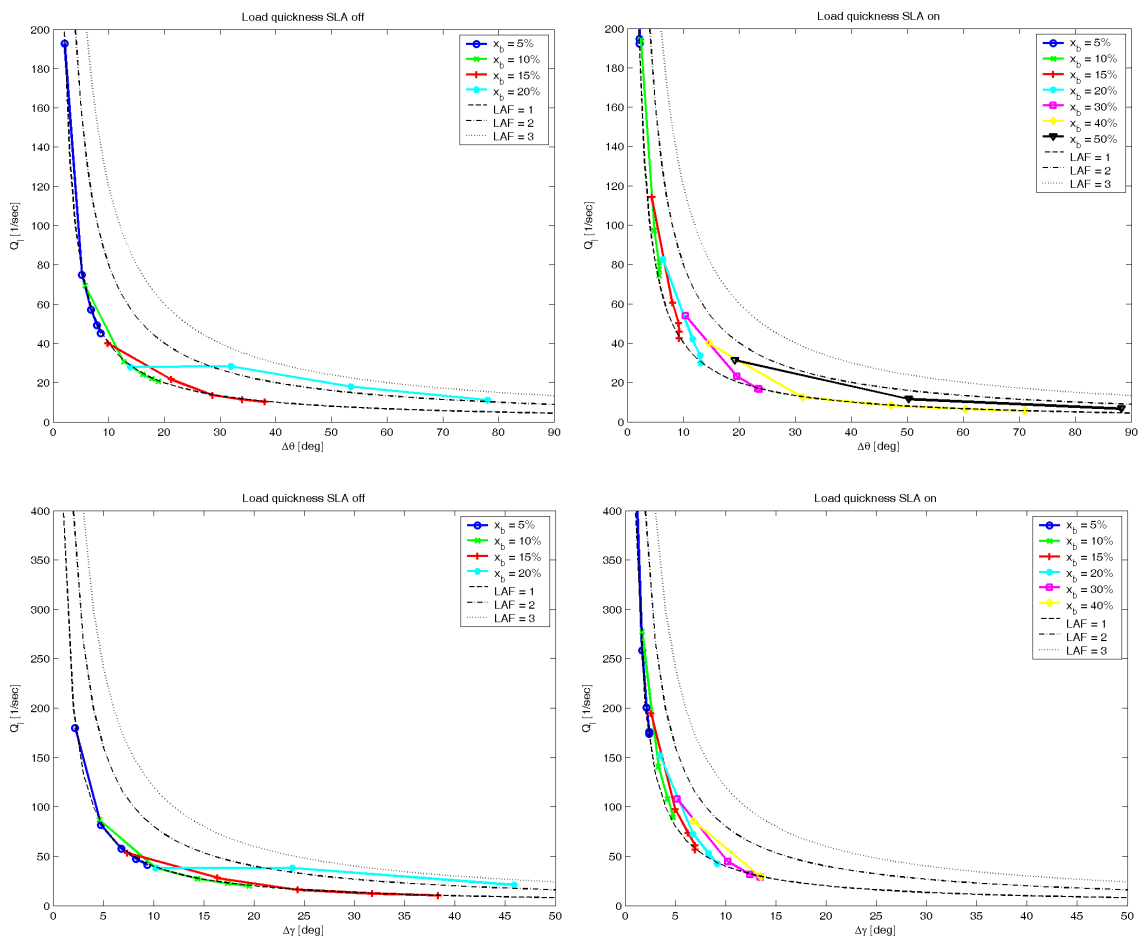 Load quickness SLA off
200
180
160
140
120
100
80
60
40
20
0
Q_l [1/sec]
0 10 20 30 40 50 60 70 80 90
Δθ [deg]
x_b = 5%
x_b = 10%
x_b = 15%
x_b = 20%
LAF = 1
LAF = 2
LAF = 3
Load quickness SLA on
200
180
160
140
120
100
80
60
40
20
0
Q_l [1/sec]
0 10 20 30 40 50 60 70 80 90
Δθ [deg]
x_b = 5%
x_b = 10%
x_b = 15%
x_b = 20%
x_b = 30%
x_b = 40%
x_b = 50%
LAF = 1
LAF = 2
LAF = 3
Load quickness SLA off
400
350
300
250
200
150
100
50
0
Q_l [1/sec]
0 5 10 15 20 25 30 35 40 45 50
Δγ [deg]
x_b = 5%
x_b = 10%
x_b = 15%
x_b = 20%
LAF = 1
LAF = 2
LAF = 3
Load quickness SLA on
400
350
300
250
200
150
100
50
0
Q_l [1/sec]
0 5 10 15 20 25 30 35 40 45 50
Δγ [deg]
x_b = 5%
x_b = 10%
x_b = 15%
x_b = 20%
x_b = 30%
x_b = 40%
LAF = 1
LAF = 2
LAF = 3